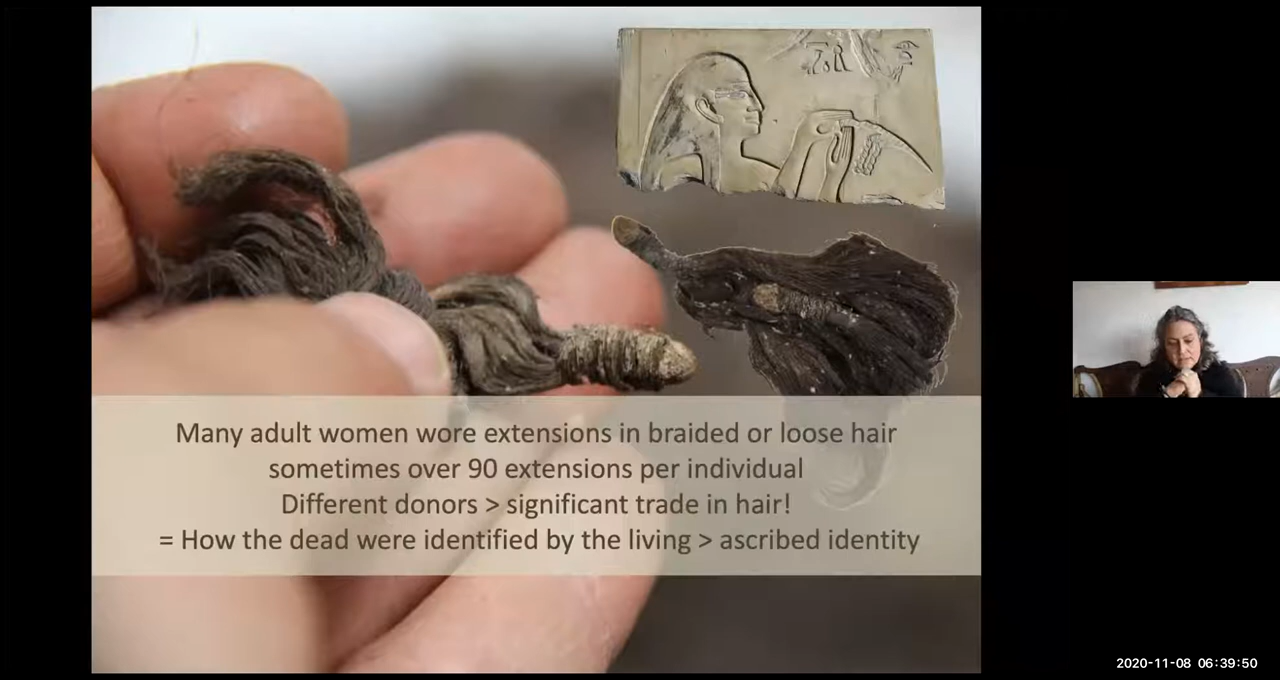 Many adult women wore extensions in braided or loose hair
sometimes over 90 extensions per individual
Different donors > significant trade in hair!
= How the dead were identified by the living > ascribed identity
2020-11-08 06:39:50